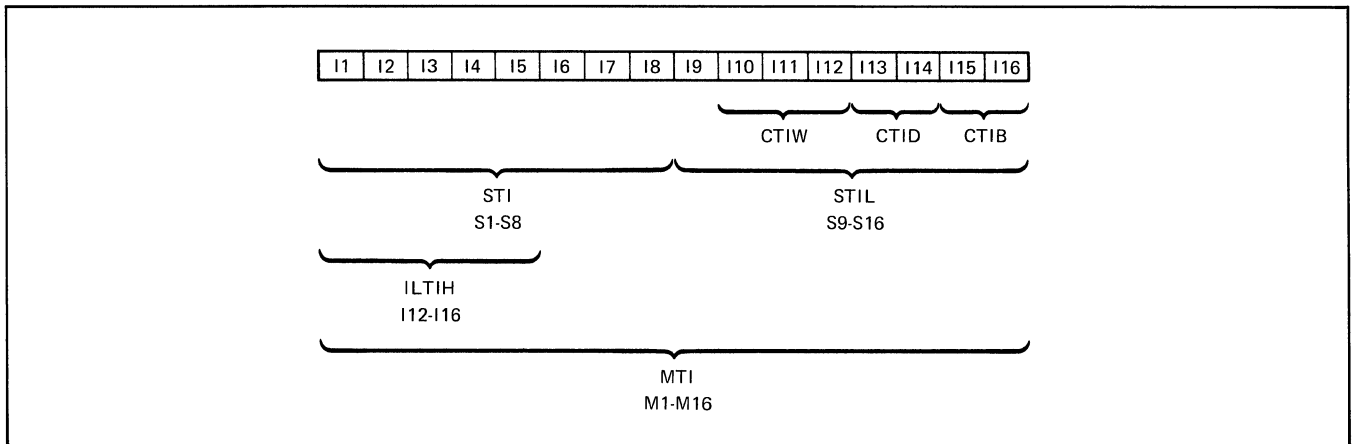 I1 I2 I3 I4 I5 I6 I7 I8 I9 I10 I11 I12 I13 I14 I15 I16
CTIW CTID CTIB
STI STIL
S1-S8 S9-S16
ILTIH
I12-I16
MTI
M1-M16